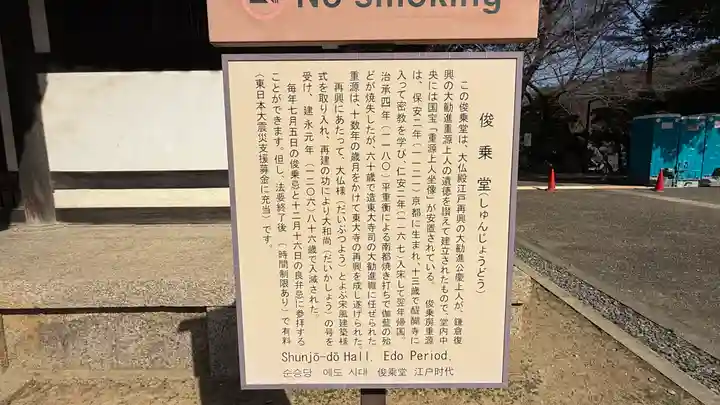 No Smoking
俊乗堂(しゅんじょうどう)
この俊乗堂は、大仏殿江戸再興の大勧進公慶上人が、鎌倉復
興の大勧進重源上人の遺徳を讃えて建立されたもので、堂内中
央には国宝「重源上人坐像」が安置されている。 俊乗房重源
は、保安二年(一一二一)京都に生まれ、十三歳で醍醐寺に
入って密教を学び、仁安二年(一一六七)入宋して翌年帰国。
治承四年(一一八〇)平重衡による南都焼き打ちで伽藍の殆
どが焼失したが、六十歳で造東大寺司の大勧進職に任ぜられた
重源は、十数年の歳月をかけて東大寺の再興を成し遂げられた。
再興にあたって、大仏様(だいぶつよう)とよぶ宋風建築様
式を取り入れ、再建の功により大和尚(だいかしょう)の号を
受け、建永元年(一二〇六)八十六歳で入滅された。
毎年七月五日の俊乗忌と十二月十六日の良弁忌に参拝する
ことができます。但し、法要終了後(時間制限あり)で有料
(東日本大震災支援募金に充当)です。
Shunjō-dō Hall. Edo Period.
순승당 에도 시대 俊乘堂 江户时代